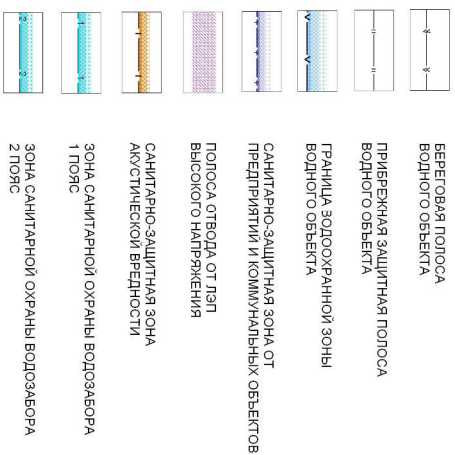 БЕРЕГОВАЯ ПОЛОСА
ВОДНОГО ОБЪЕКТА
ПРИБРЕЖНАЯ ЗАЩИТНАЯ ПОЛОСА
ВОДНОГО ОБЪЕКТА
ГРАНИЦА ВОДООХРАННОЙ ЗОНЫ
ВОДНОГО ОБЪЕКТА
САНИТАРНО-ЗАЩИТНАЯ ЗОНА ОТ
ПРЕДПРИЯТИЙ И КОММУНАЛЬНЫХ ОБЪЕКТОВ
ПОЛОСА ОТВОДА ОТ ЛЭП
ВЫСОКОГО НАПРЯЖЕНИЯ
САНИТАРНО-ЗАЩИТНАЯ ЗОНА
АКУСТИЧЕСКОЙ ВРЕДНОСТИ
ЗОНА САНИТАРНОЙ ОХРАНЫ ВОДОЗАБОРА
1 ПОЯС
ЗОНА САНИТАРНОЙ ОХРАНЫ ВОДОЗАБОРА
2 ПОЯС